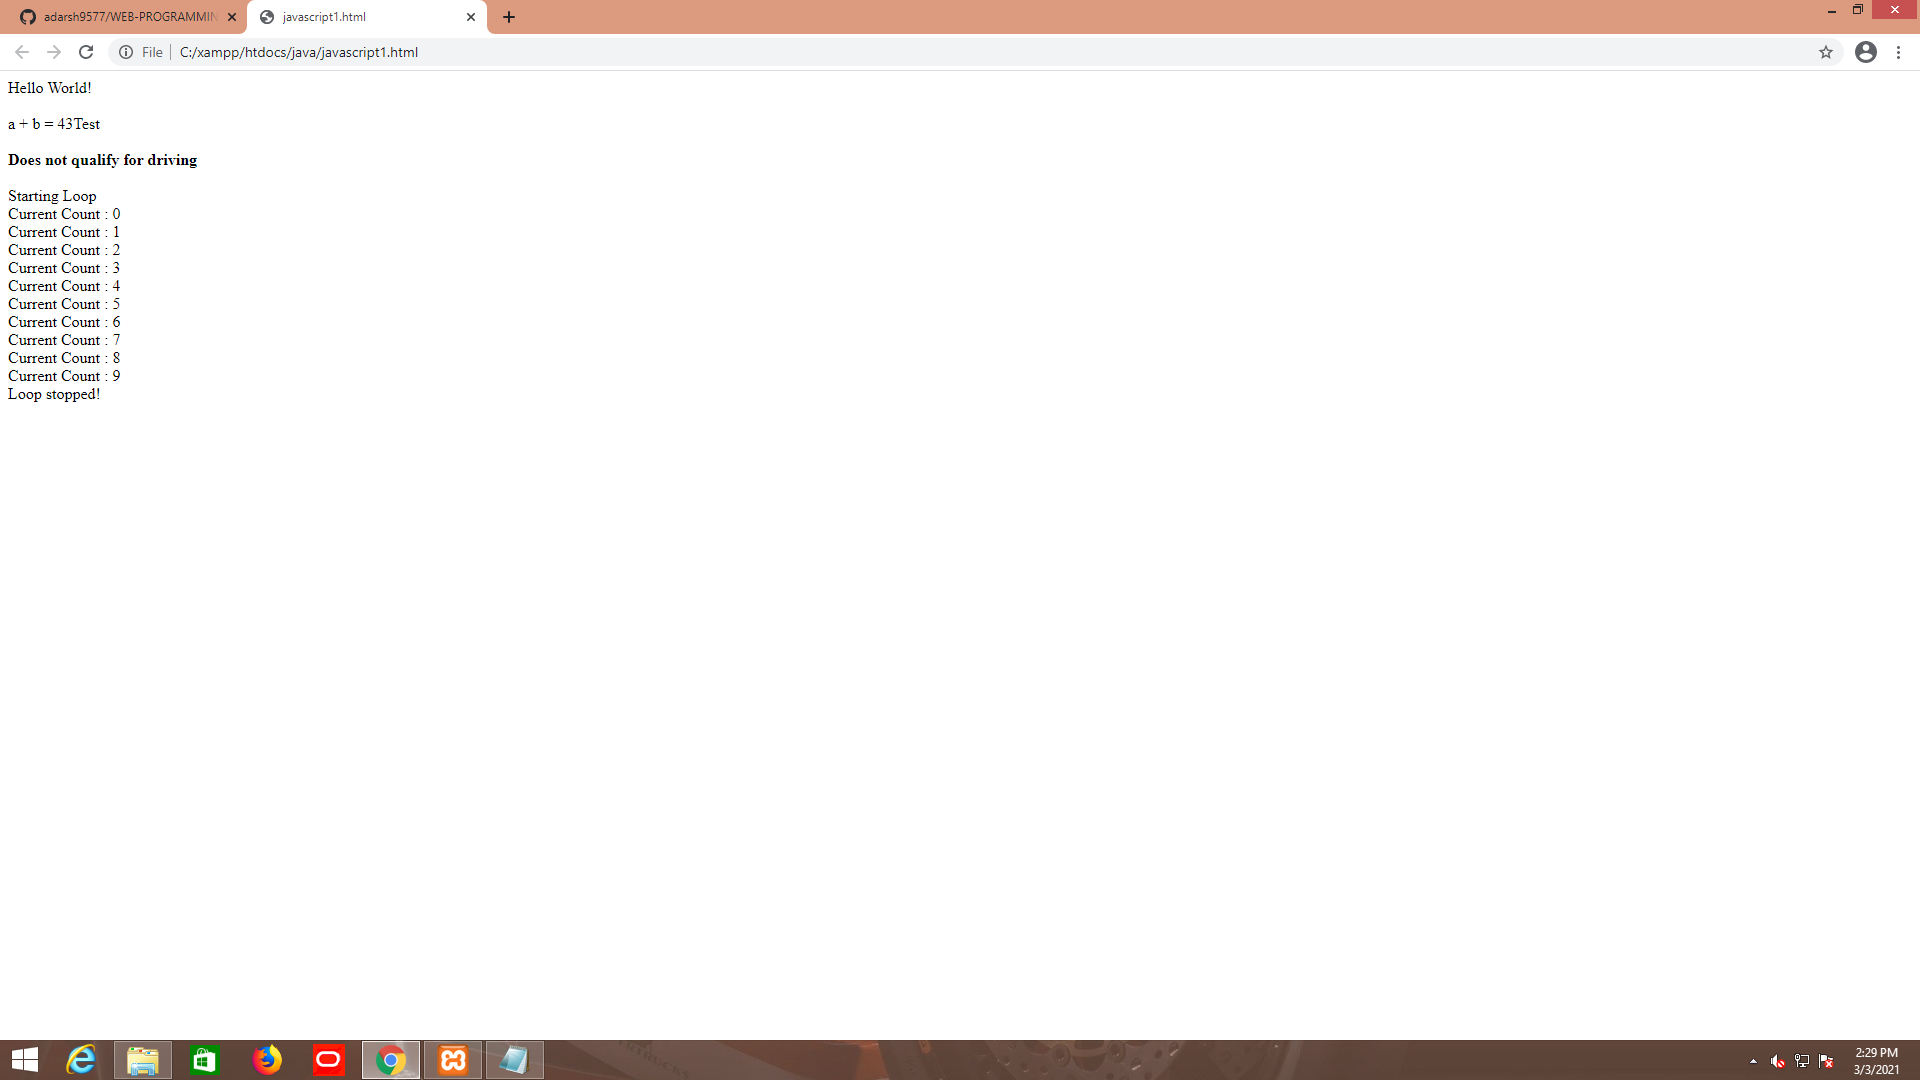 adarsh9577/WEB-PROGRAMMIN
javascript1.html
File
C:/xampp/htdocs/java/javascript1.html
Hello World!
a + b = 43Test
Does not qualify for driving
Starting Loop
Current Count : 0
Current Count : 1
Current Count : 2
Current Count : 3
Current Count : 4
Current Count : 5
Current Count : 6
Current Count : 7
Current Count : 8
Current Count : 9
Loop stopped!
2:29 PM
3/3/2021